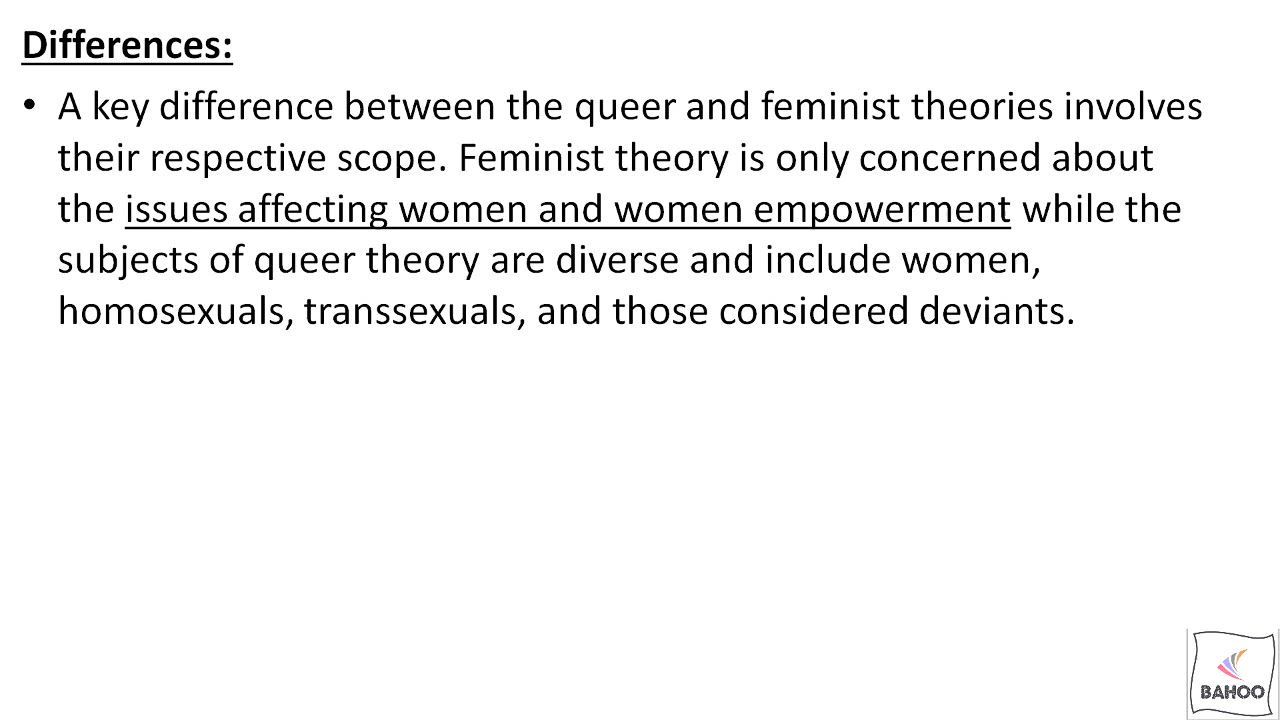 Differences:
• A key difference between the queer and feminist theories involves
their respective scope. Feminist theory is only concerned about
the issues affecting women and women empowerment while the
subjects of queer theory are diverse and include women,
homosexuals, transsexuals, and those considered deviants.
BAHOO